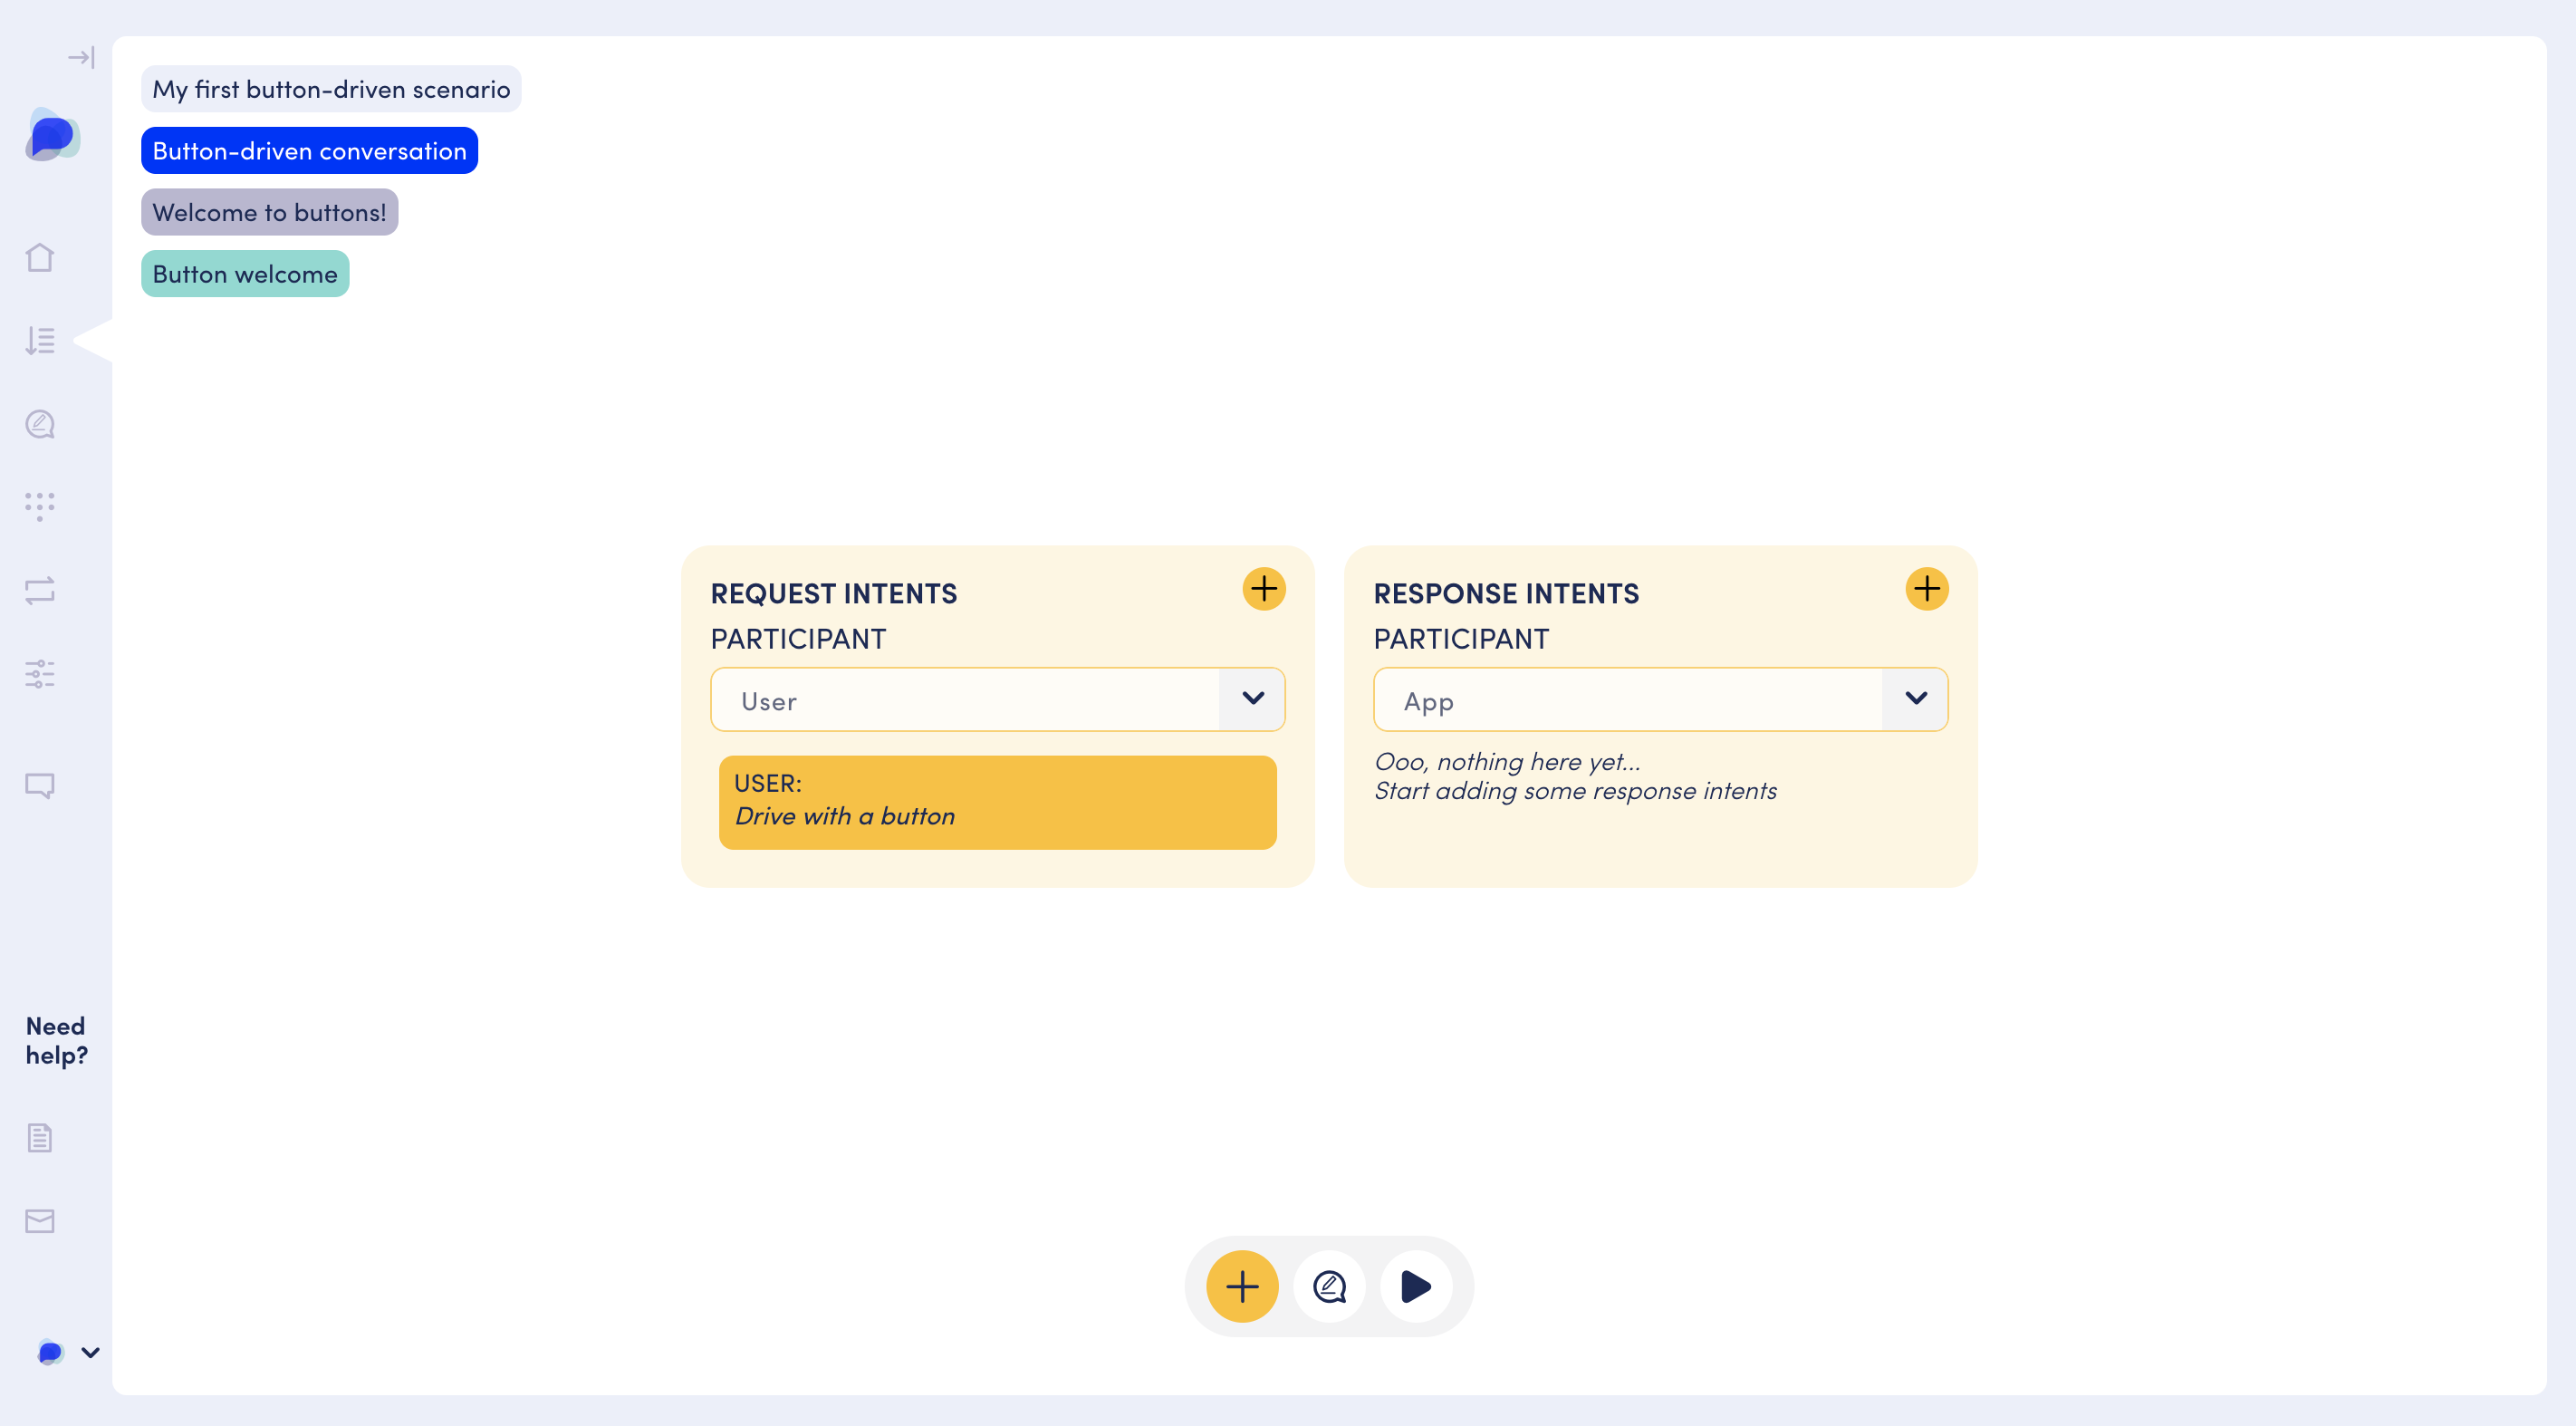 My first button-driven scenario
Button-driven conversation
Welcome to buttons!
Button welcome
REQUEST INTENTS
PARTICIPANT
User
USER:
Drive with a button
RESPONSE INTENTS
PARTICIPANT
App
Ooo, nothing here yet...
Start adding some response intents
Need
help?